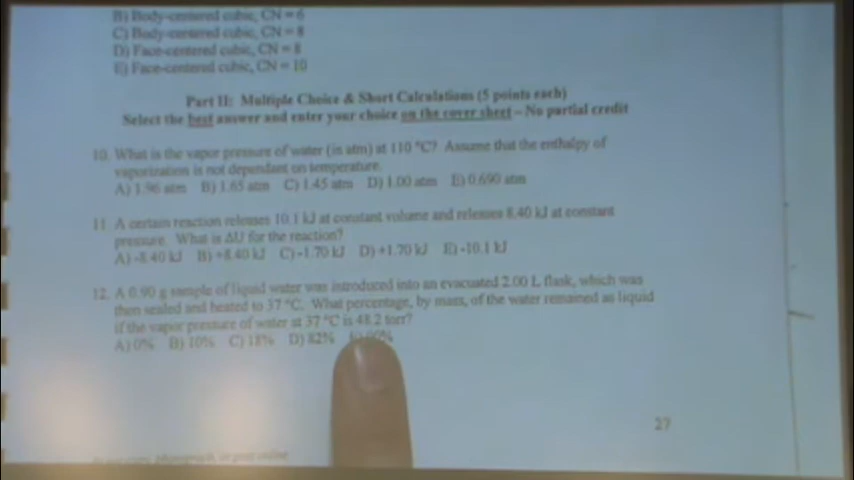 B) Body-centered cubic, CN = 6
C) Body-centered cubic, CN = 8
D) Face-centered cubic, CN = 8
E) Face-centered cubic, CN = 10
Part II: Multiple Choice & Short Calculations (5 points each)
Select the best answer and enter your choice on the cover sheet – No partial credit
10. What is the vapor pressure of water (in atm) at 110 °C? Assume that the enthalpy of
vaporization is not dependant on temperature.
A) 1.96 atm B) 1.65 atm C) 1.45 atm D) 1.00 atm E) 0.690 atm
11. A certain reaction releases 10.1 kJ at constant volume and releases 8.40 kJ at constant
pressure. What is ΔU for the reaction?
A) -8.40 kJ B) +8.40 kJ C) -1.70 kJ D) +1.70 kJ E) -10.1 kJ
12. A 0.90 g sample of liquid water was introduced into an evacuated 2.00 L flask, which was
then sealed and heated to 37 °C. What percentage, by mass, of the water remained as liquid
if the vapor pressure of water at 37 °C is 48.2 torr?
A) 0% B) 10% C) 18% D) 82% E) 90%
27
or post online